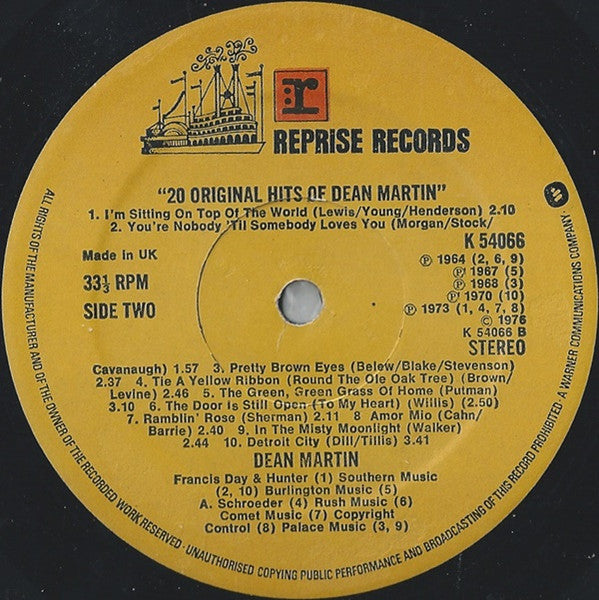 r
REPRISE RECORDS
"20 ORIGINAL HITS OF DEAN MARTIN"
1. I'm Sitting On Top Of The World (Lewis/Young/Henderson) 2.10
2. You're Nobody 'Til Somebody Loves You (Morgan/Stock/
Made in UK
33⅓ RPM
SIDE TWO
K 54066
℗ 1964 (2, 6, 9)
℗ 1967 (5)
℗ 1968 (3)
℗ 1970 (10)
℗ 1973 (1, 4, 7, 8)
© 1976
K 54066 B
STEREO
Cavanaugh) 1.57 3. Pretty Brown Eyes (Belew/Blake/Stevenson)
2.37 4. Tie A Yellow Ribbon (Round The Ole Oak Tree) (Brown/
Levine) 2.00 5. The Green, Green Grass Of Home (Putman)
3.10 6. The Door Is Still Open (To My Heart) (Willis) 2.50)
7. Ramblin' Rose (Sherman) 2.11 8 Amor Mio (Cahn/
Barrie) 2.40 9. In the Misty Moonlight (Walker)
2.44 10. Detroit City (Dill/Tillis) 3.41
DEAN MARTIN
Francis Day & Hunter (1) Southern Music
(2, 10) Burlington Music (5)
A. Schroeder (4) Rush Music (6)
Comet Music (7) Copyright
Control (8) Palace Music (3, 9)
ALL RIGHTS OF THE MANUFACTURER AND OF THE OWNER OF THE RECORDED WORK RESERVED · UNAUTHORISED COPYING PUBLIC PERFORMANCE AND BROADCASTING OF THIS RECORD PROHIBITED · A WARNER COMMUNICATIONS COMPANY·